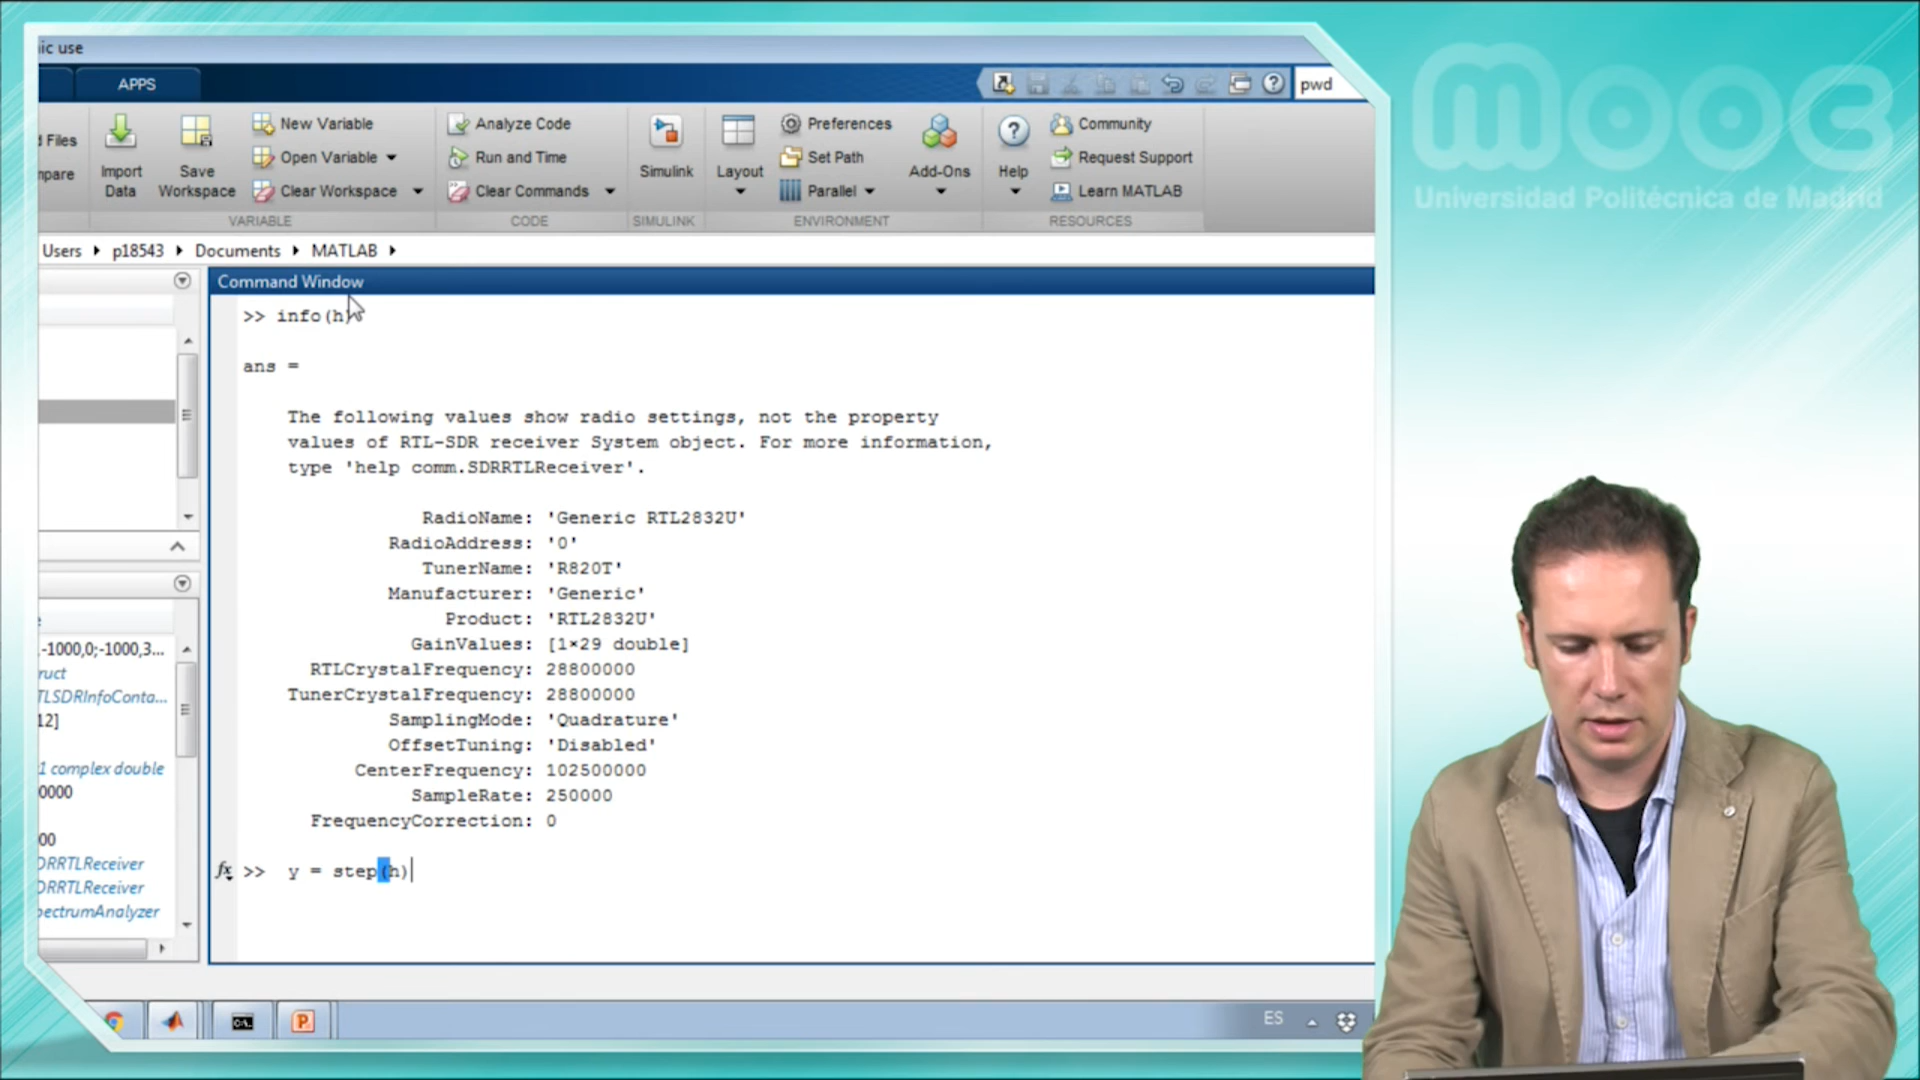 ic use
APPS
pwd
d Files
mpare
Import
Data
Save
Workspace
New Variable
Open Variable
Clear Workspace
VARIABLE
Analyze Code
Run and Time
Clear Commands
CODE
Simulink
SIMULINK
Layout
Preferences
Set Path
Parallel
ENVIRONMENT
Add-Ons
Help
Community
Request Support
Learn MATLAB
RESOURCES
mooc
Universidad Politécnica de Madrid
Users
p18543
Documents
MATLAB
Command Window
>> info(h)
ans =
The following values show radio settings, not the property
values of RTL-SDR receiver System object. For more information,
type 'help comm.SDRRTLReceiver'.
RadioName: 'Generic RTL2832U'
RadioAddress: '0'
TunerName: 'R820T'
Manufacturer: 'Generic'
Product: 'RTL2832U'
GainValues: [1×29 double]
RTLCrystalFrequency: 28800000
TunerCrystalFrequency: 28800000
SamplingMode: 'Quadrature'
OffsetTuning: 'Disabled'
CenterFrequency: 102500000
SampleRate: 250000
FrequencyCorrection: 0
fx >> y = step(h)
,-1000,0;-1000,3...
ruct
TLSDRInfoConta...
12]
1 complex double
0000
00
DRRTLReceiver
DRRTLReceiver
pectrumAnalyzer
C:\.
P
ES